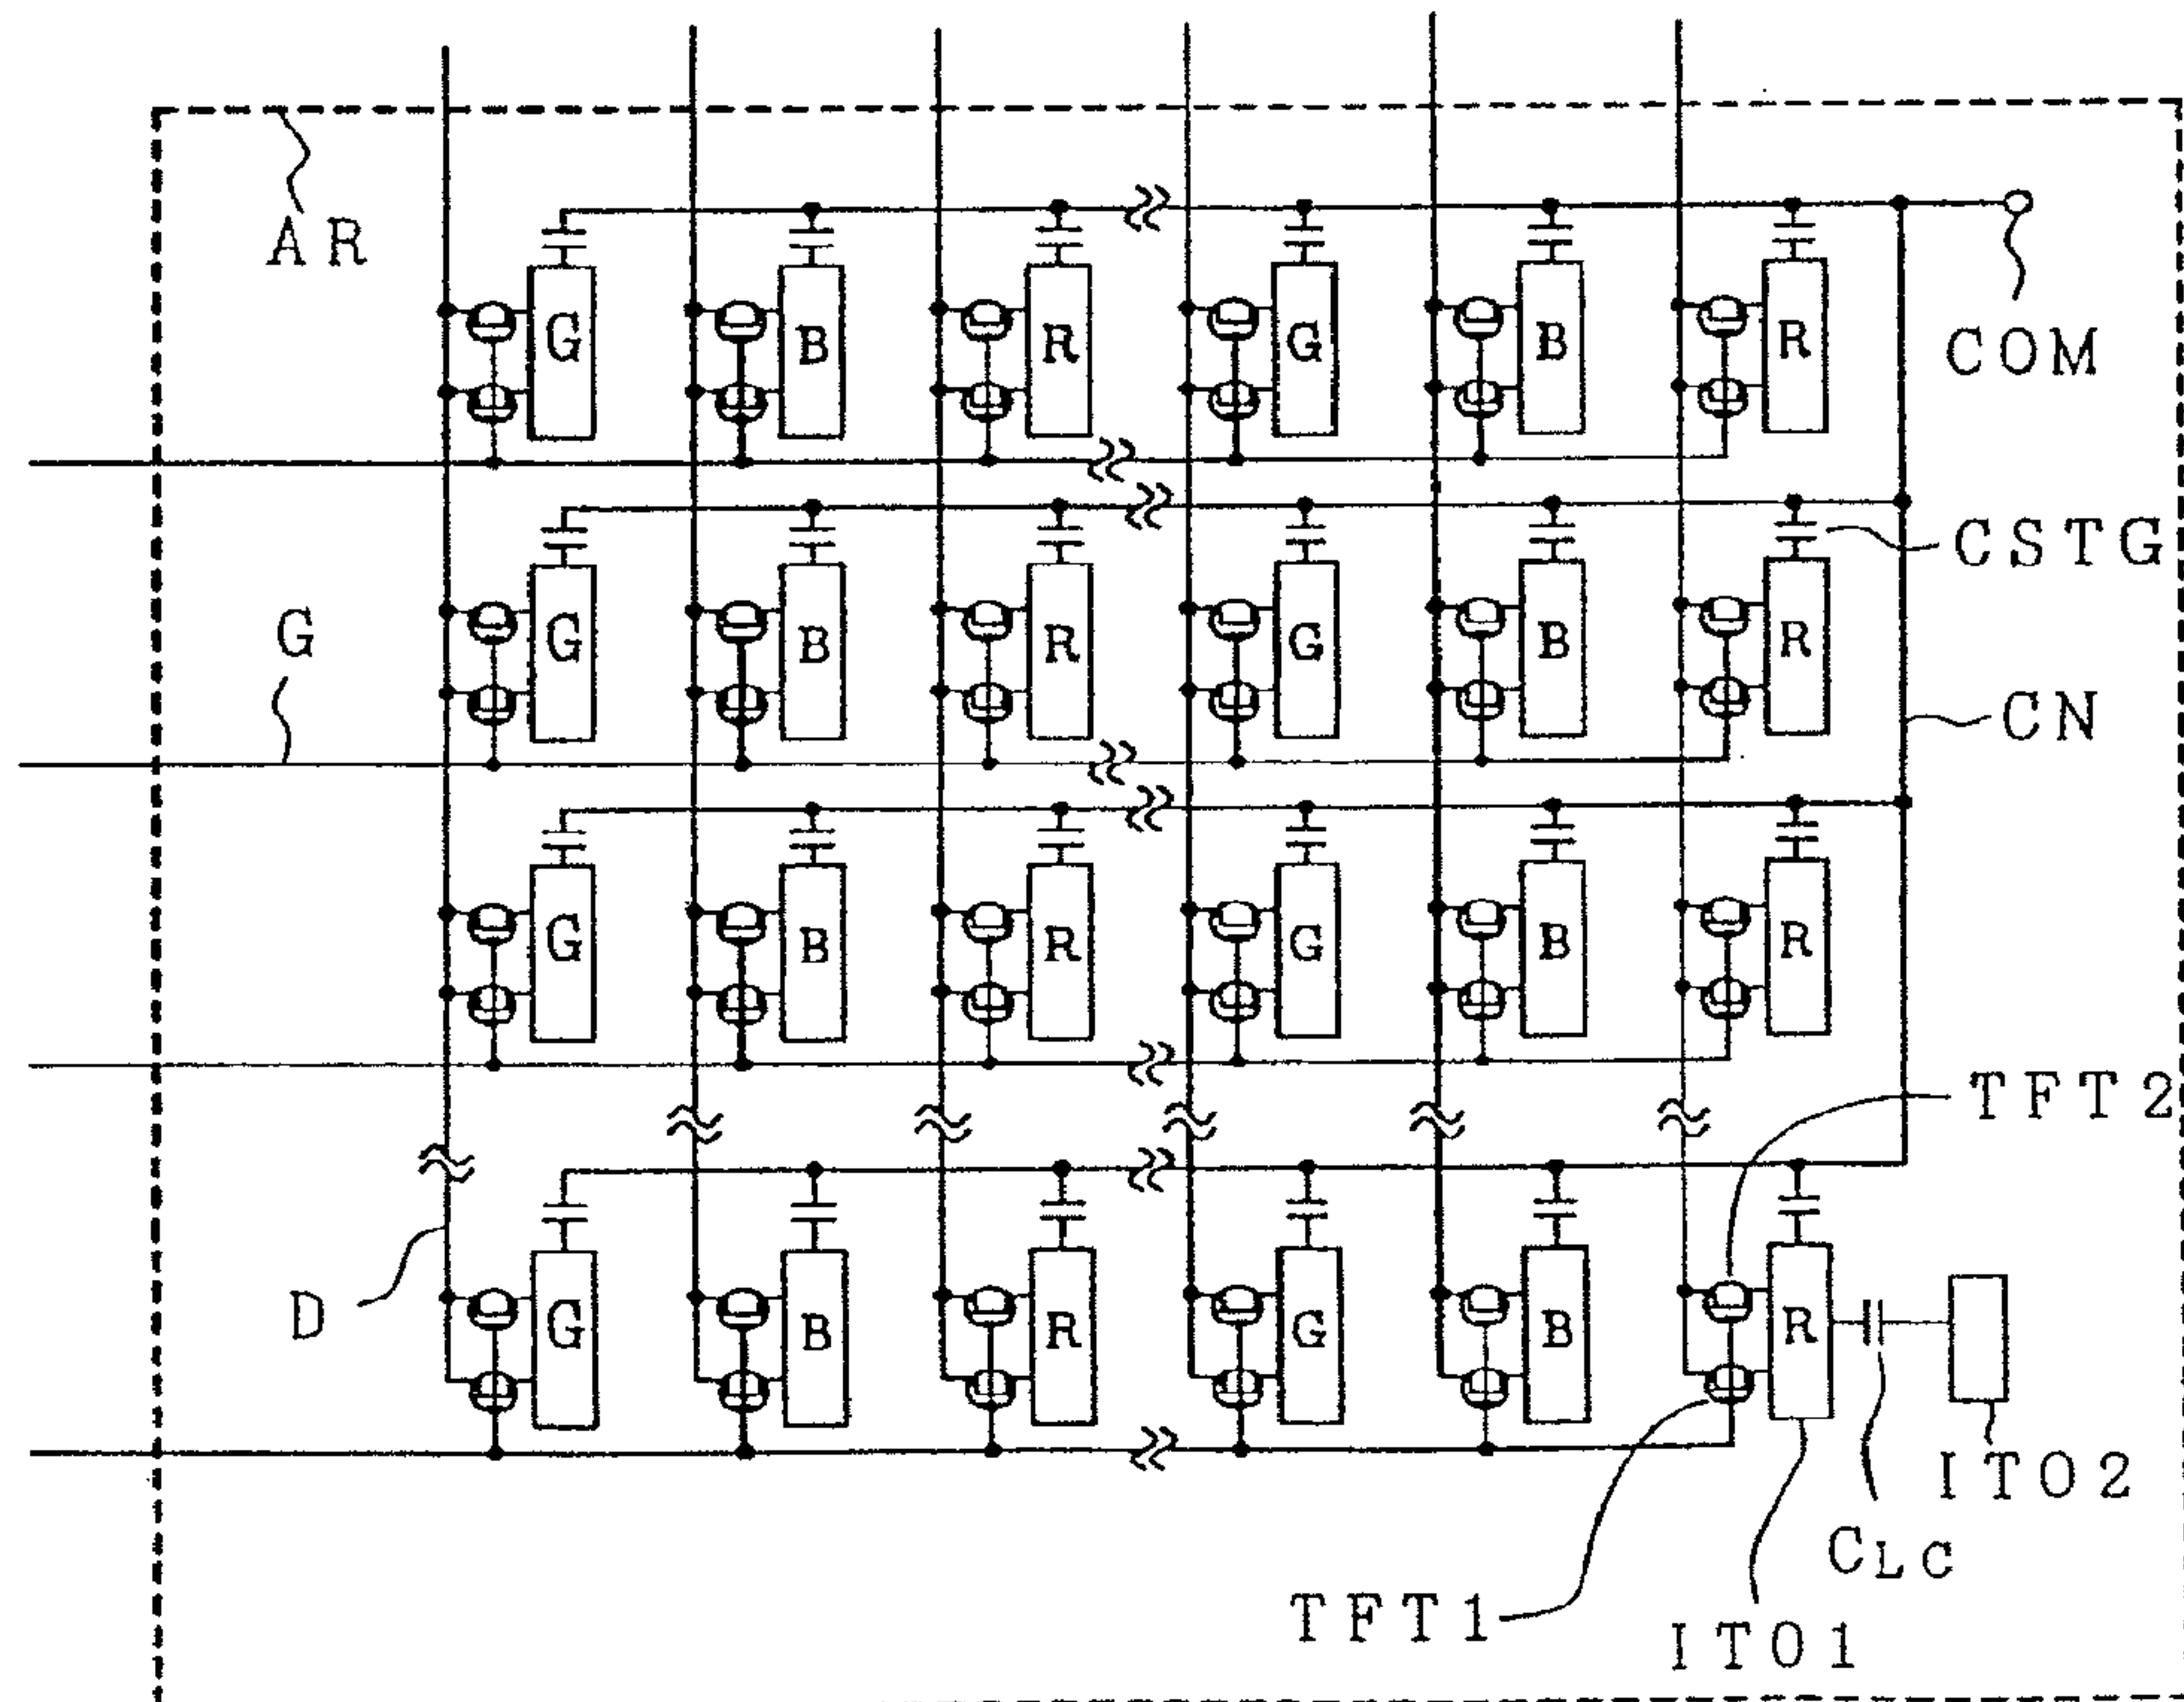 AR
COM
G B R G B R
CSTG
G
G B R G B R
CN
G B R G B R
TFT2
D
G B R G B R
ITO2
CLC
TFT1
ITO1